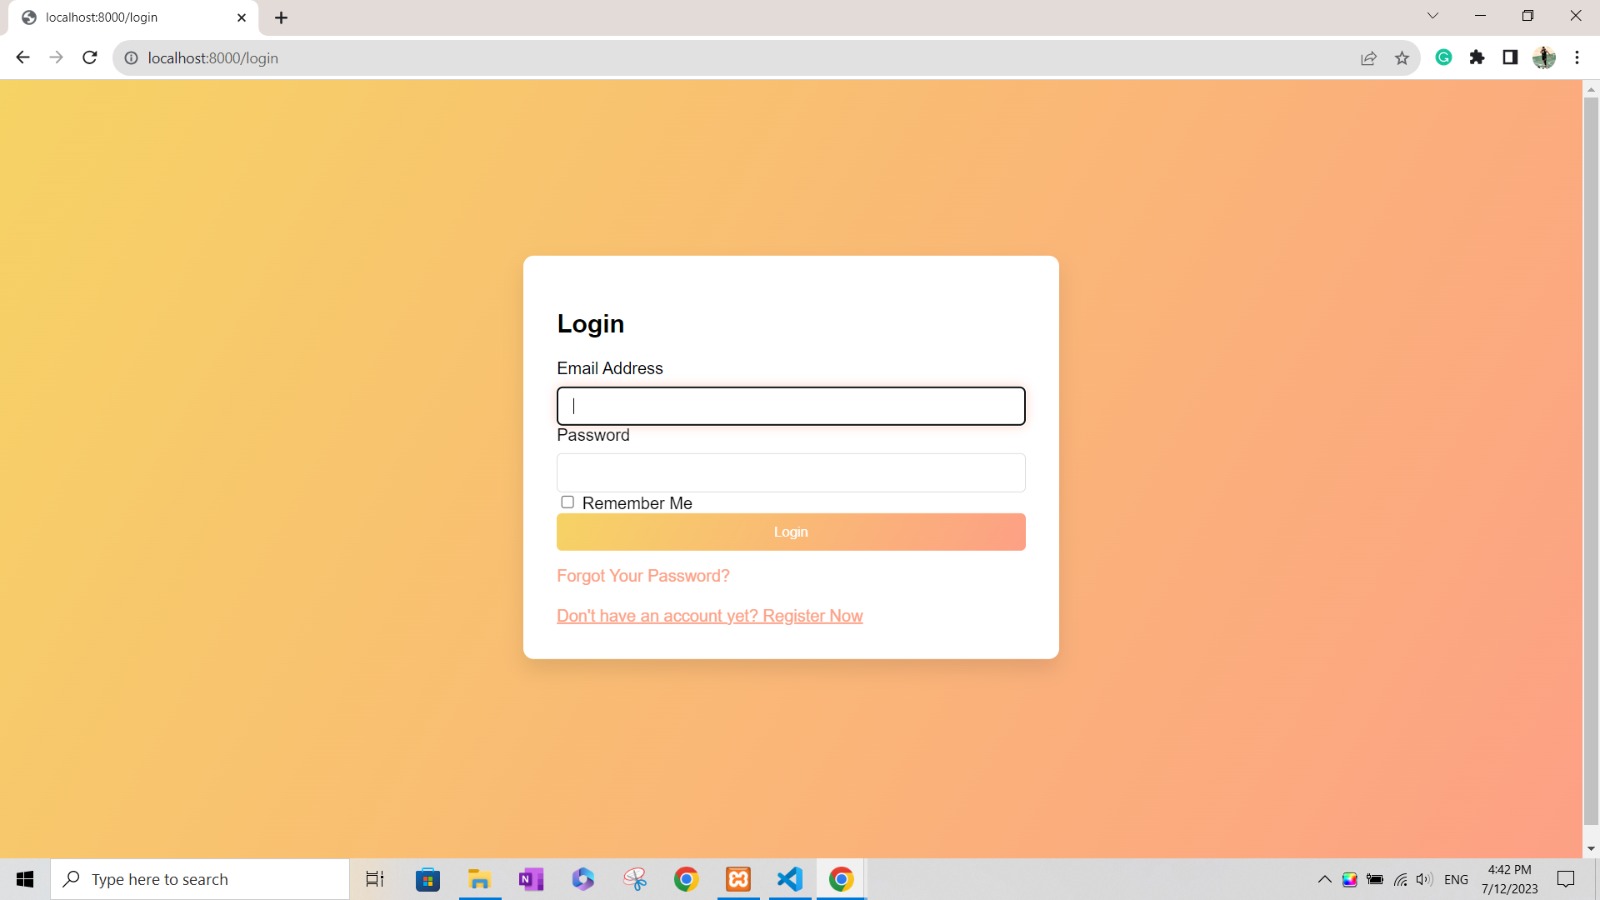 localhost:8000/login
localhost:8000/login
Login
Email Address
Password
Remember Me
Login
Forgot Your Password?
Don't have an account yet? Register Now
Type here to search
ENG
4:42 PM
7/12/2023